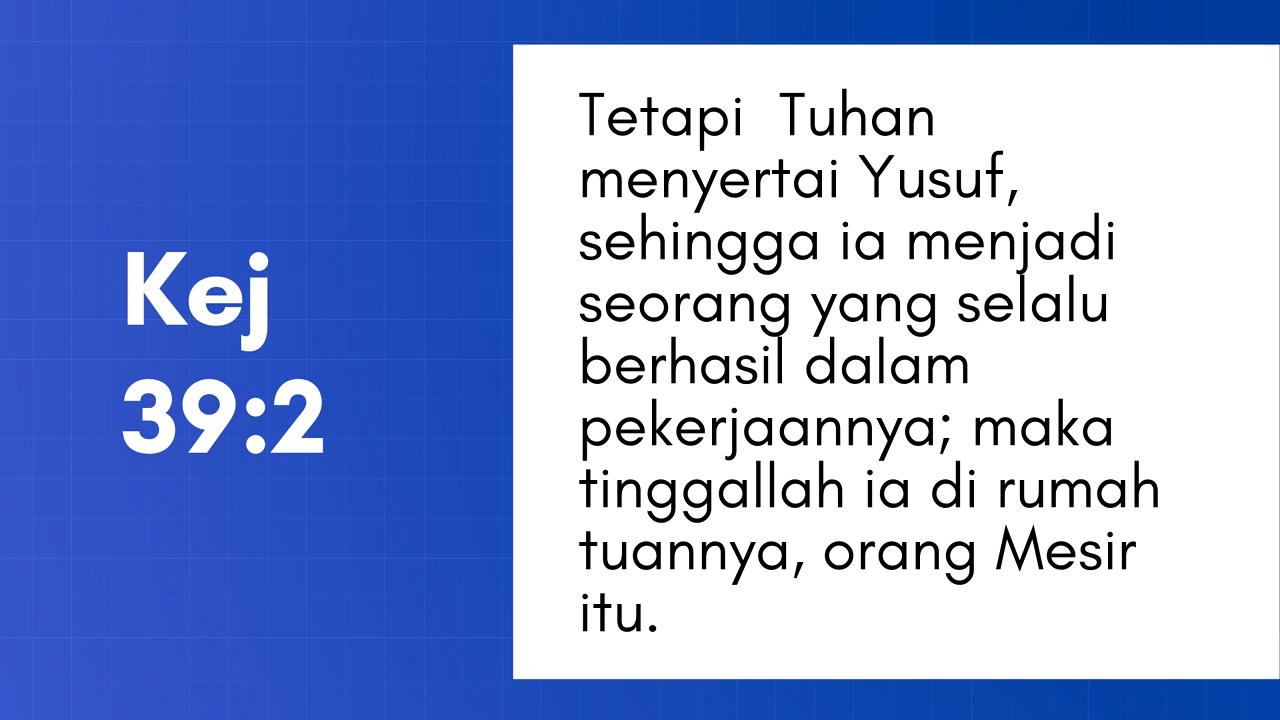 Kej
39:2
Tetapi  Tuhan
menyertai Yusuf,
sehingga ia menjadi
seorang yang selalu
berhasil dalam
pekerjaannya; maka
tinggallah ia di rumah
tuannya, orang Mesir
itu.